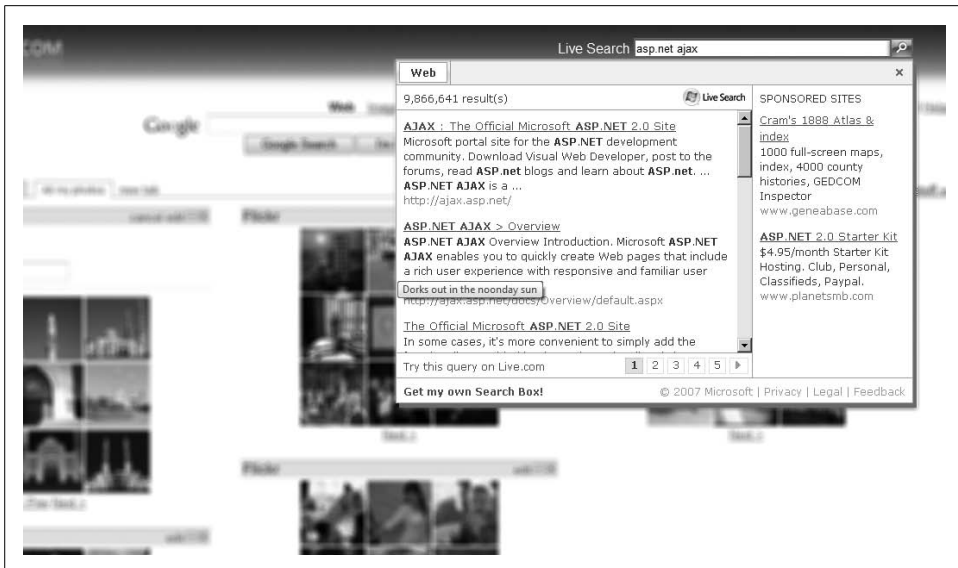 COM
Live Search asp.net ajax
Web
9,866,641 result(s)
Live Search
AJAX : The Official Microsoft ASP.NET 2.0 Site
Microsoft portal site for the ASP.NET development
community. Download Visual Web Developer, post to the
forums, read ASP.net blogs and learn about ASP.net. ...
ASP.NET AJAX is a ...
http://ajax.asp.net/
ASP.NET AJAX > Overview
ASP.NET AJAX Overview Introduction. Microsoft ASP.NET
AJAX enables you to quickly create Web pages that include
a rich user experience with responsive and familiar user
Dorks out in the noonday sun
http://ajax.asp.net/docs/Overview/default.aspx
The Official Microsoft ASP.NET 2.0 Site
In some cases, it's more convenient to simply add the
Try this query on Live.com
1 2 3 4 5
Get my own Search Box!
© 2007 Microsoft | Privacy | Legal | Feedback
SPONSORED SITES
Cram's 1888 Atlas &
index
1000 full-screen maps,
index, 4000 county
histories, GEDCOM
Inspector
www.geneabase.com
ASP.NET 2.0 Starter Kit
$4.95/month Starter Kit
Hosting. Club, Personal,
Classifieds, Paypal.
www.planetsmb.com
Web
Google
Google Search
Flickr
Flickr